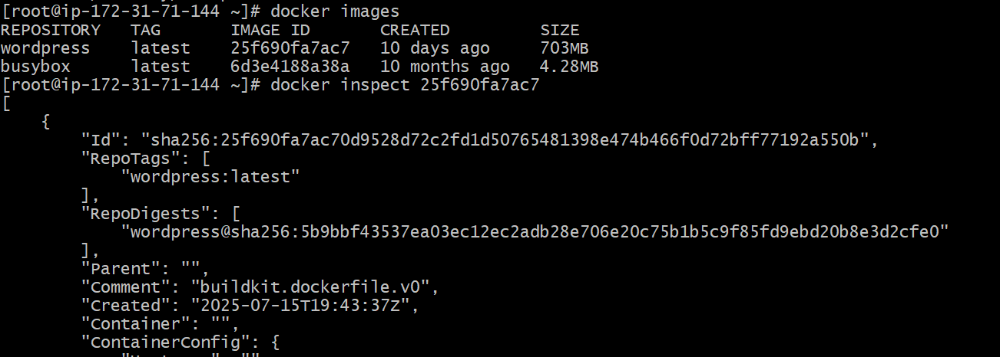 [root@ip-172-31-71-144 ~]# docker images
REPOSITORY   TAG       IMAGE ID       CREATED         SIZE
wordpress    latest    25f690fa7ac7   10 days ago     703MB
busybox      latest    6d3e4188a38a   10 months ago   4.28MB
[root@ip-172-31-71-144 ~]# docker inspect 25f690fa7ac7
[
    {
        "Id": "sha256:25f690fa7ac70d9528d72c2fd1d50765481398e474b466f0d72bff77192a550b",
        "RepoTags": [
            "wordpress:latest"
        ],
        "RepoDigests": [
            "wordpress@sha256:5b9bbf43537ea03ec12ec2adb28e706e20c75b1b5c9f85fd9ebd20b8e3d2cfe0"
        ],
        "Parent": "",
        "Comment": "buildkit.dockerfile.v0",
        "Created": "2025-07-15T19:43:37Z",
        "Container": "",
        "ContainerConfig": {